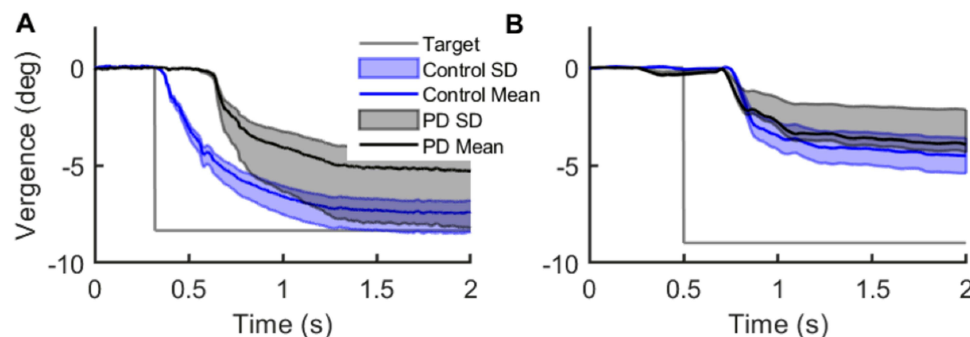 A
B
Vergence (deg)
0
-5
-10
0
0.5
1
1.5
2
Time (s)
Target
Control SD
Control Mean
PD SD
PD Mean
0
-5
-10
0
0.5
1
1.5
2
Time (s)